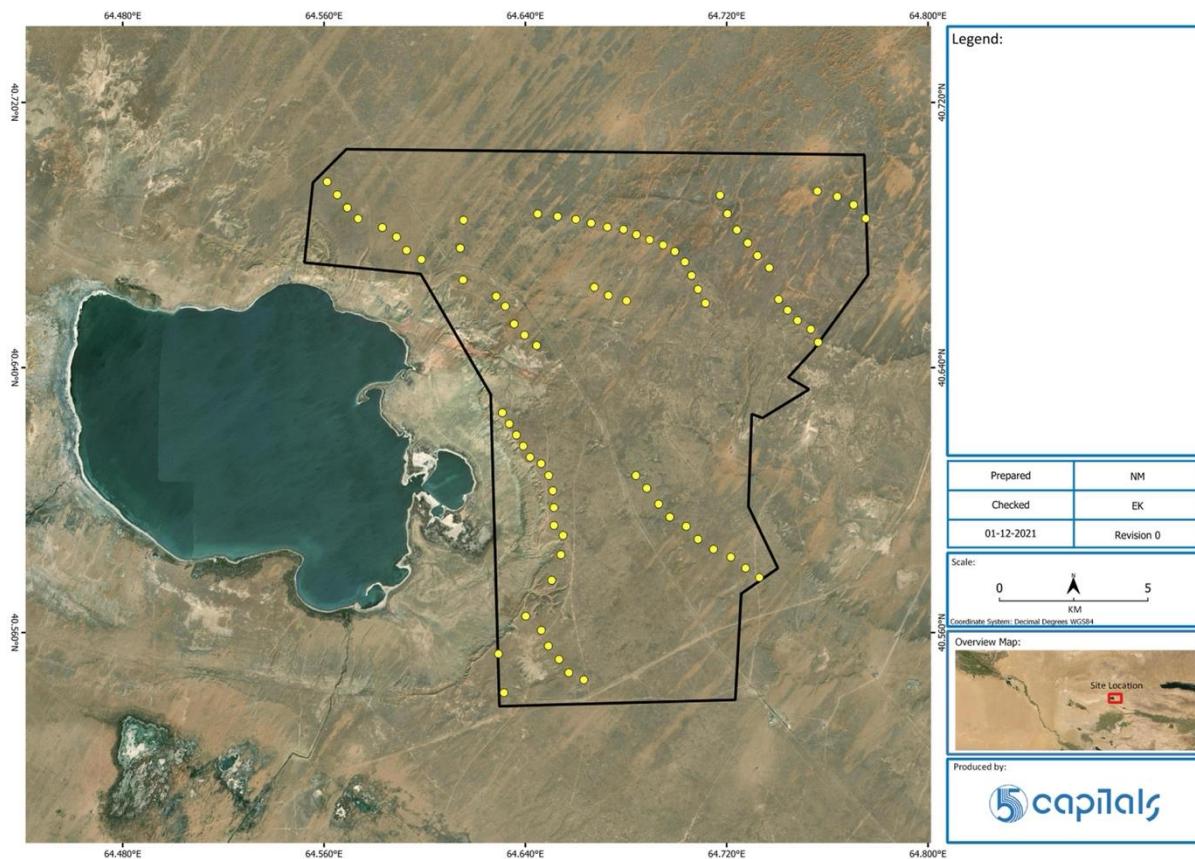 64.480°E 64.560°E 64.640°E 64.720°E 64.800°E
40.720°N 40.720°N
40.640°N 40.640°N
40.560°N 40.560°N
64.480°E 64.560°E 64.640°E 64.720°E 64.800°E
Legend:
Prepared NM
Checked EK
01-12-2021 Revision 0
Scale:
N
0 5
KM
Coordinate System: Decimal Degrees WGS84
Overview Map:
Site Location
Produced by:
5 capitals